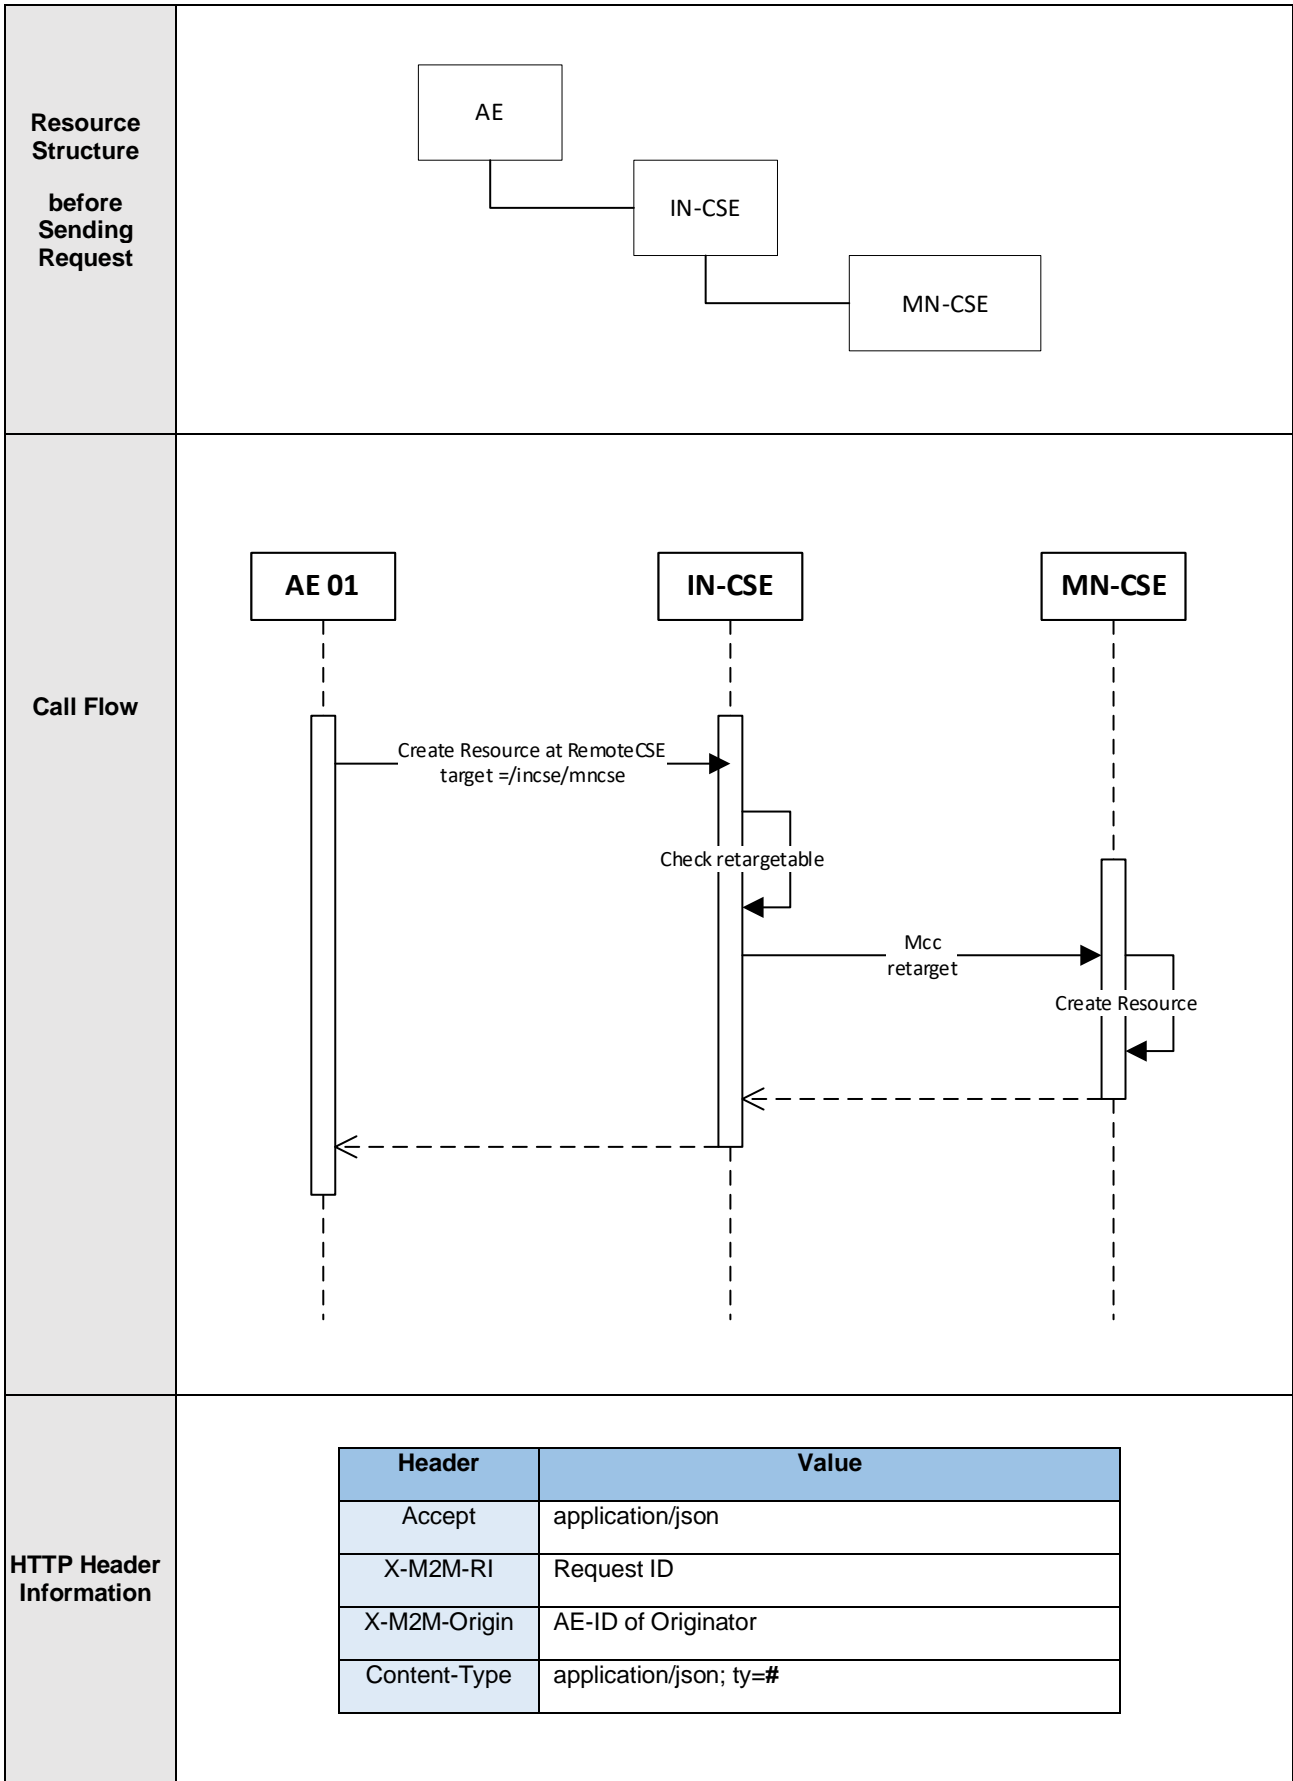 Resource
Structure
before
Sending
Request
AE
IN-CSE
MN-CSE
Call Flow
AE 01
IN-CSE
MN-CSE
Create Resource at RemoteCSE
target =/incse/mncse
Check retargetable
Mcc
retarget
Create Resource
HTTP Header
Information
Header Value
Accept application/json
X-M2M-RI Request ID
X-M2M-Origin AE-ID of Originator
Content-Type application/json; ty=#